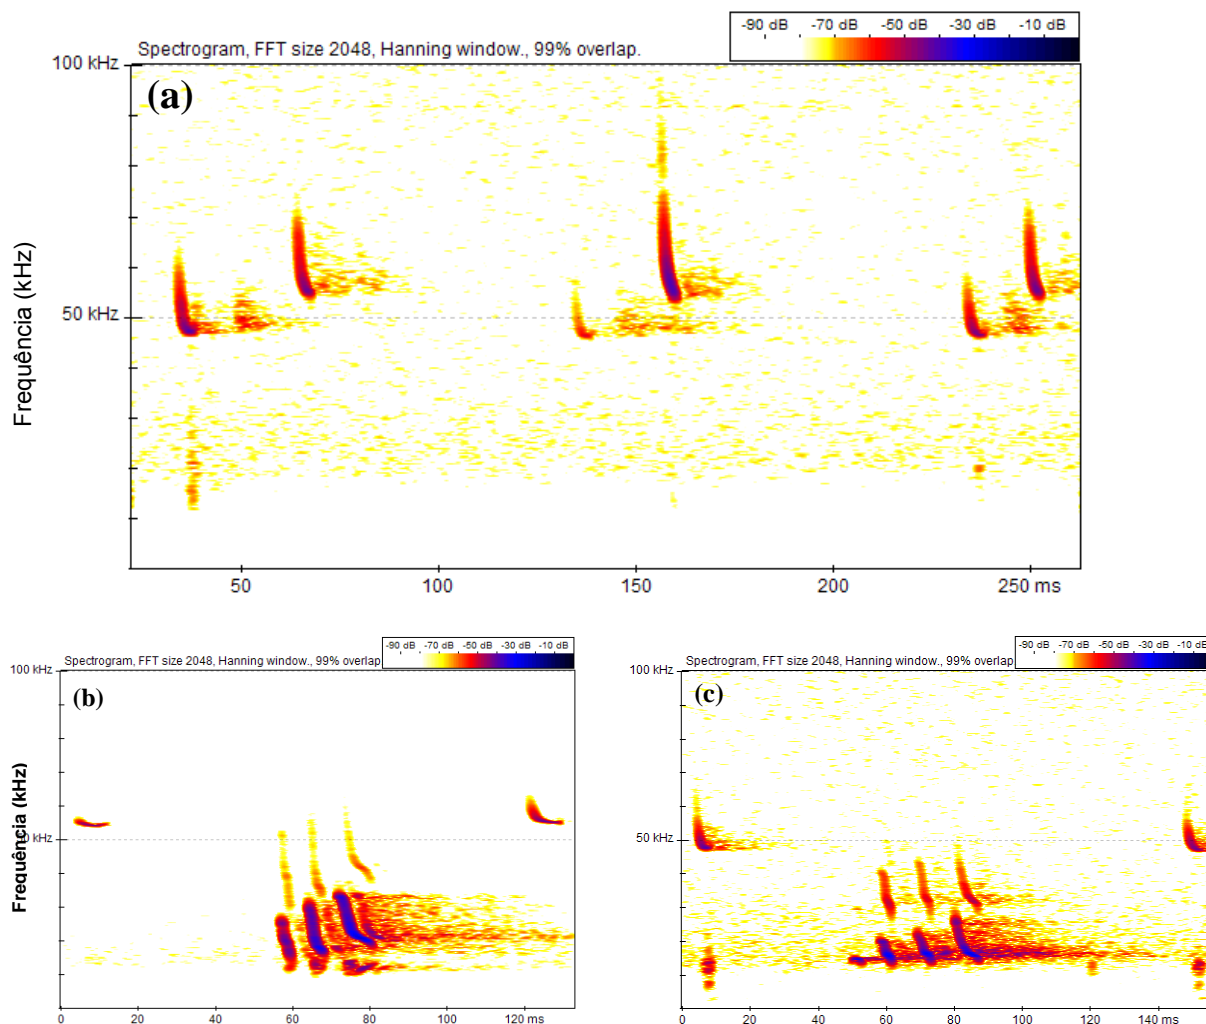 -90 dB -70 dB -50 dB -30 dB -10 dB
Spectrogram, FFT size 2048, Hanning window., 99% overlap.
100 kHz
(a)
Frequência (kHz)
50 kHz
50 100 150 200 250 ms
-90 dB -70 dB -50 dB -30 dB -10 dB
Spectrogram, FFT size 2048, Hanning window., 99% overlap
100 kHz
(b)
Frequência (kHz)
0 kHz
0 20 40 60 80 100 120 ms
-90 dB -70 dB -50 dB -30 dB -10 dB
Spectrogram, FFT size 2048, Hanning window., 99% overlap
100 kHz
(c)
50 kHz
0 20 40 60 80 100 120 140 ms